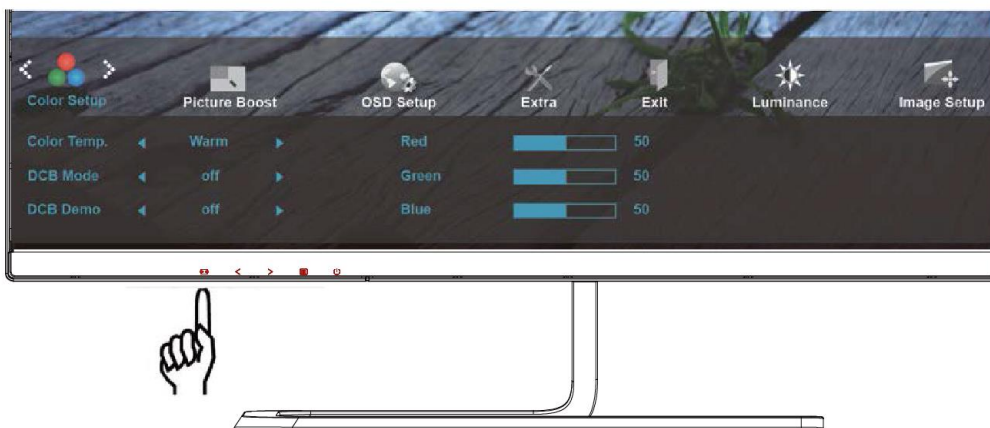 Color Setup Picture Boost OSD Setup Extra Exit Luminance Image Setup
Color Temp. Warm Red 50
DCB Mode off Green 50
DCB Demo off Blue 50